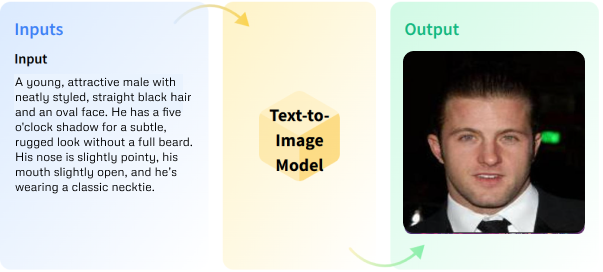 Inputs
Input
A young, attractive male with
neatly styled, straight black hair
and an oval face. He has a five
o'clock shadow for a subtle,
rugged look without a full beard.
His nose is slightly pointy, his
mouth slightly open, and he's
wearing a classic necktie.
Text-to-
Image
Model
Output